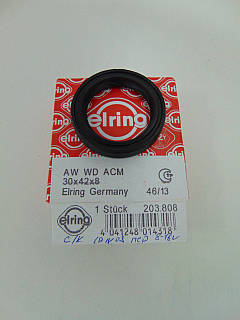 elring
AW WD ACM
30x42x8
Elring Germany 46/13
elring
1 Stück 203.808
4 041248 014318
С/К